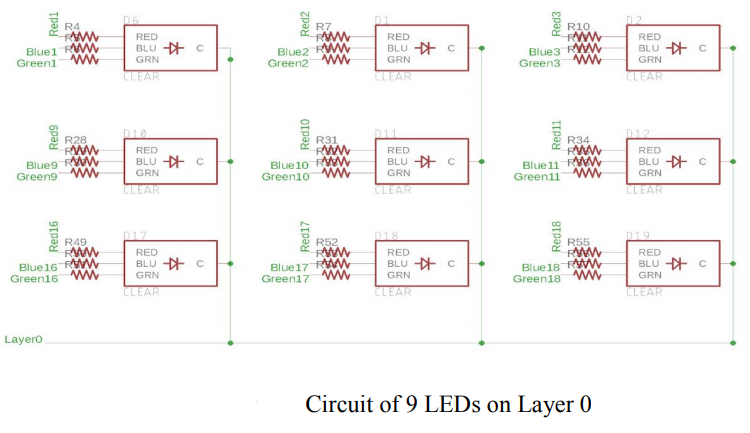 Red1
R4
D6
RED
Blue1
BLU
C
Green1
GRN
CLEAR
Red2
R7
D1
RED
Blue2
BLU
C
Green2
GRN
CLEAR
Red3
R10
D2
RED
Blue3
BLU
C
Green3
GRN
CLEAR
Red9
R28
D10
RED
Blue9
BLU
C
Green9
GRN
CLEAR
Red10
R31
D11
RED
Blue10
BLU
C
Green10
GRN
CLEAR
Red11
R34
D12
RED
Blue11
BLU
C
Green11
GRN
CLEAR
Red16
R49
D17
RED
Blue16
BLU
C
Green16
GRN
CLEAR
Red17
R52
D18
RED
Blue17
BLU
C
Green17
GRN
CLEAR
Red18
R55
D19
RED
Blue18
BLU
C
Green18
GRN
CLEAR
Layer0
Circuit of 9 LEDs on Layer 0